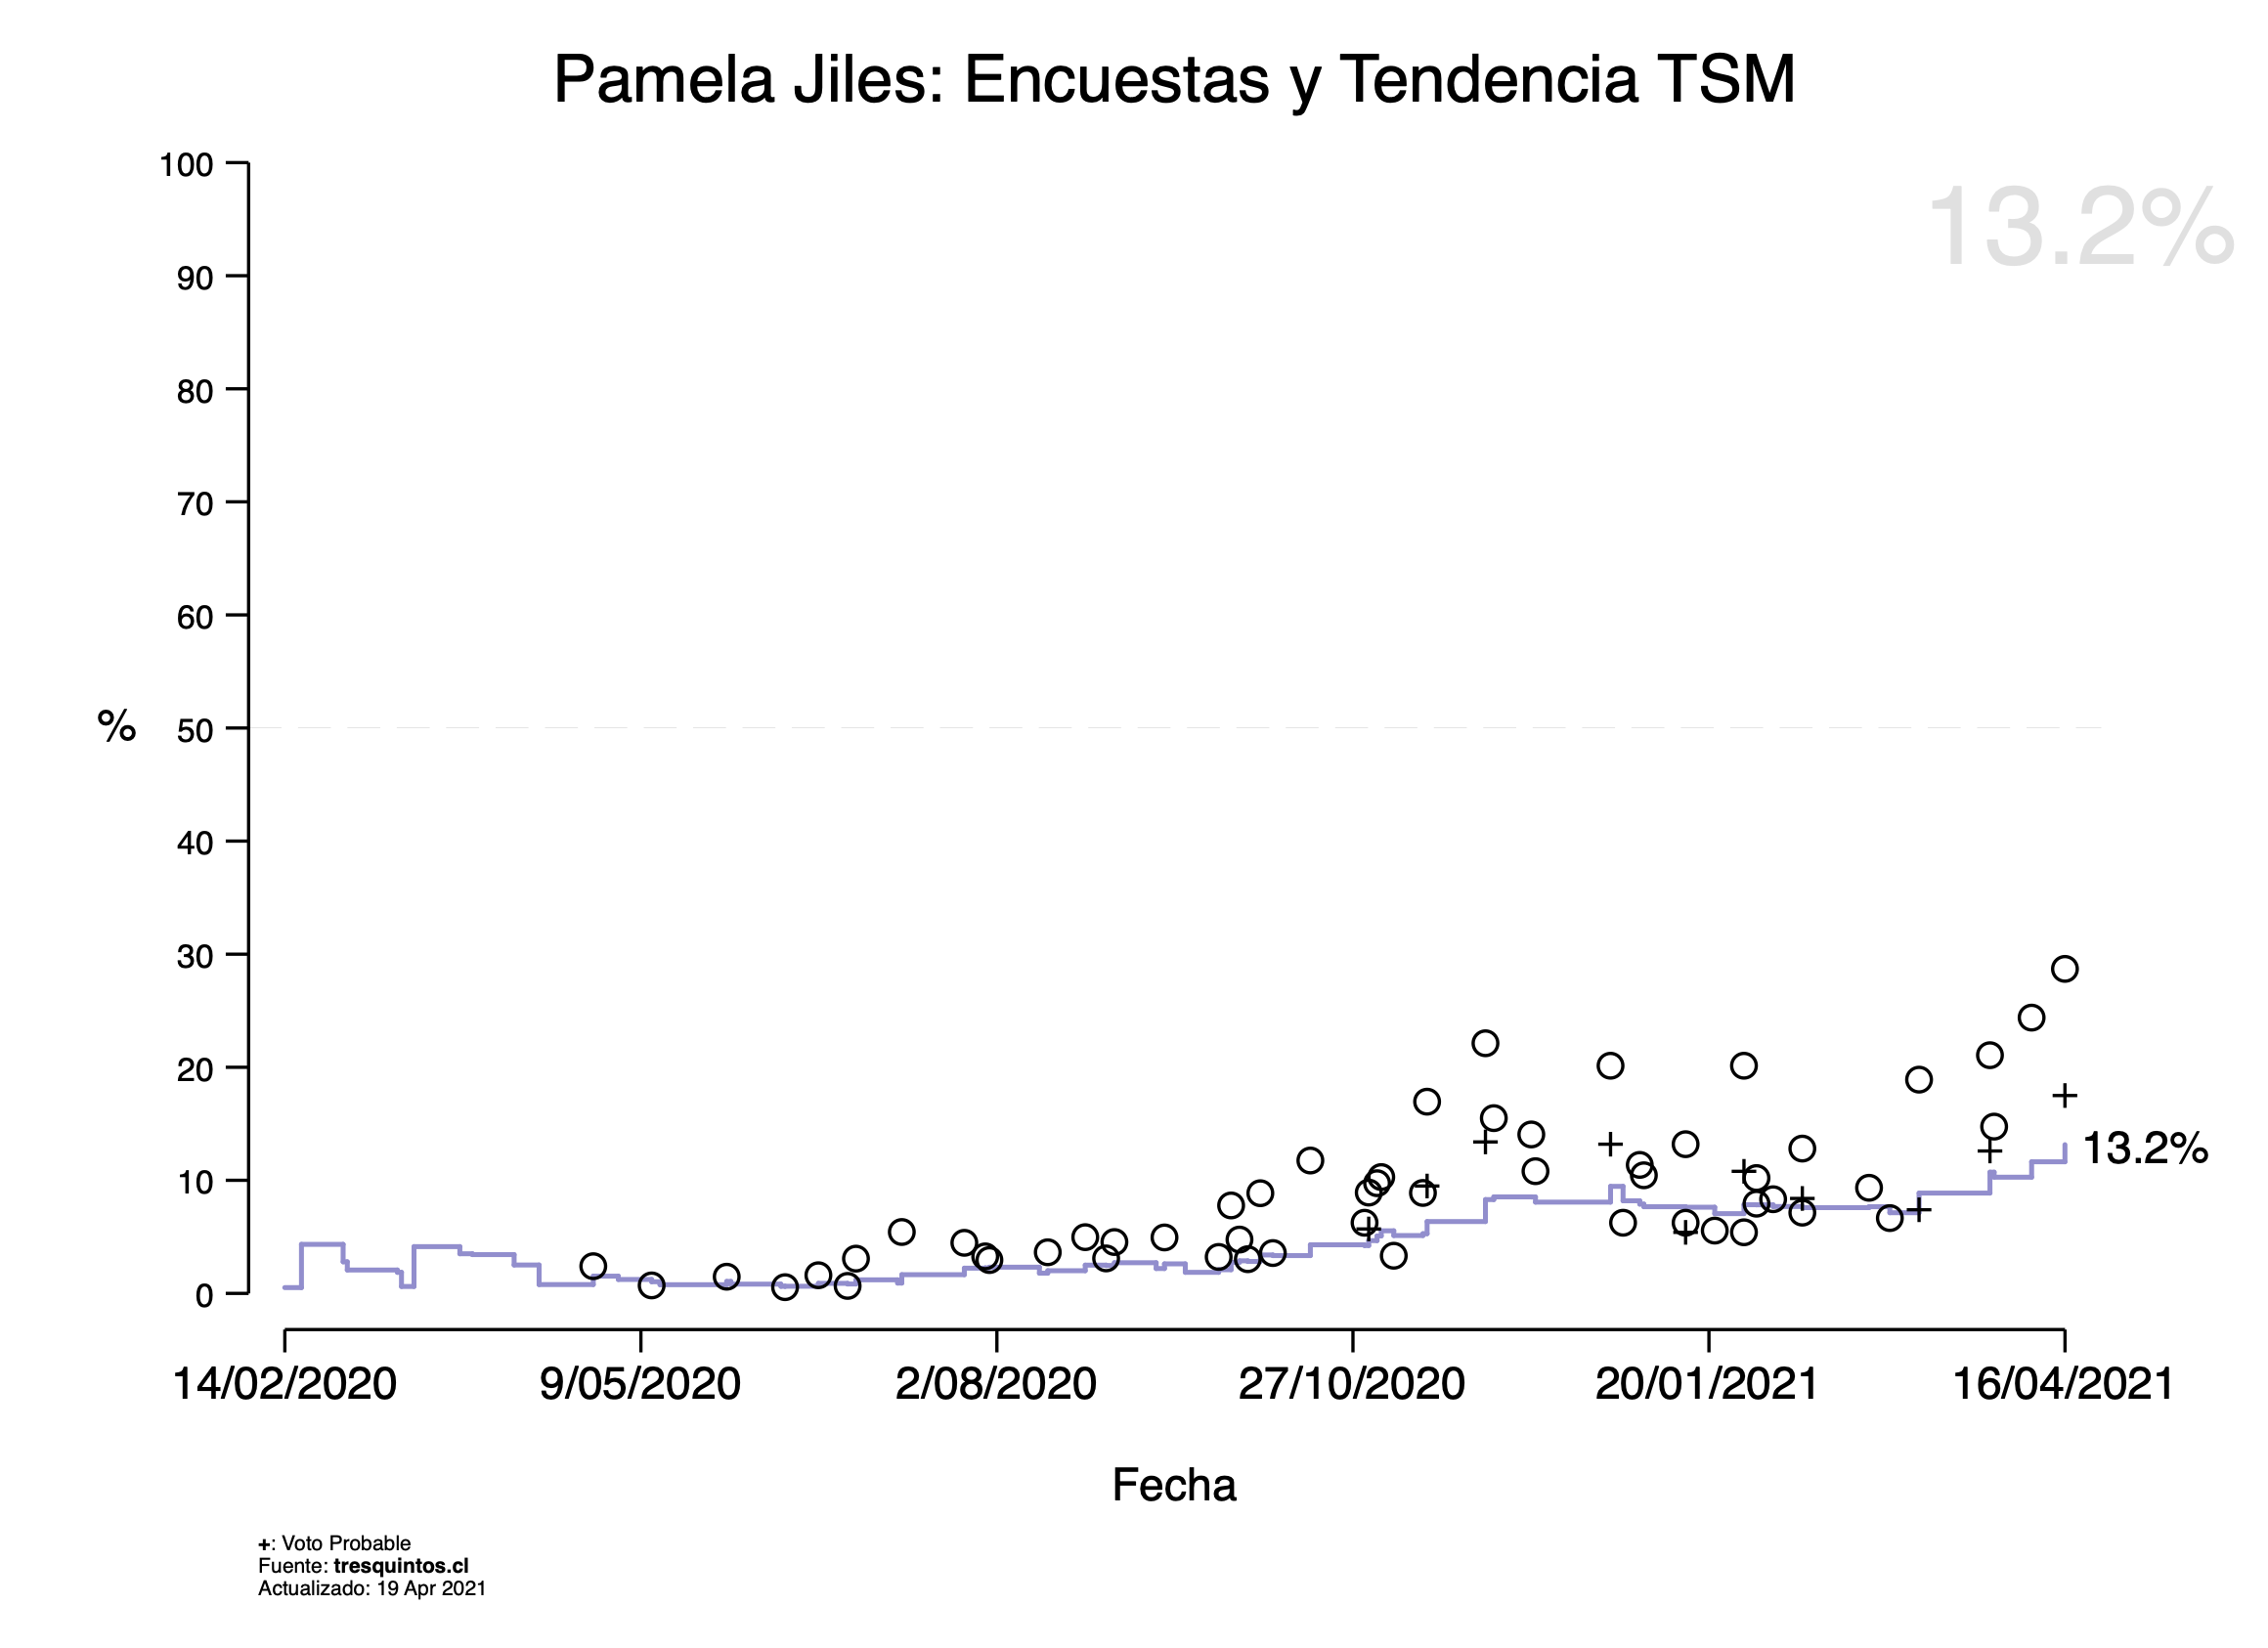 Pamela Jiles: Encuestas y Tendencia TSM
13.2%
100
90
80
70
60
50
40
30
20
10
0
%
13.2%
14/02/2020 9/05/2020 2/08/2020 27/10/2020 20/01/2021 16/04/2021
Fecha
+: Voto Probable
Fuente: tresquintos.cl
Actualizado: 19 Apr 2021